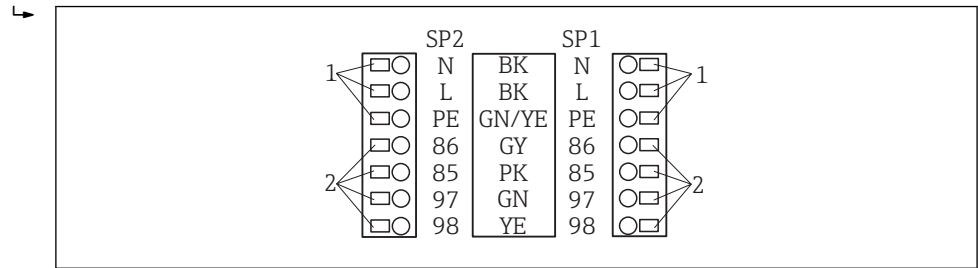 SP2 SP1
1 N BK N 1
L BK L
PE GN/YE PE
86 GY 86
2 85 PK 85 2
97 GN 97
98 YE 98